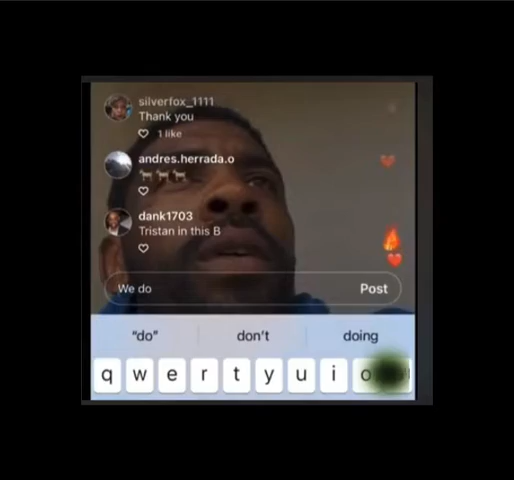 silverfox_1111
Thank you
1 like
andres.herrada.o
dank1703
Tristan in this B
We do
Post
"do"
don't
doing
q w e r t y u i o